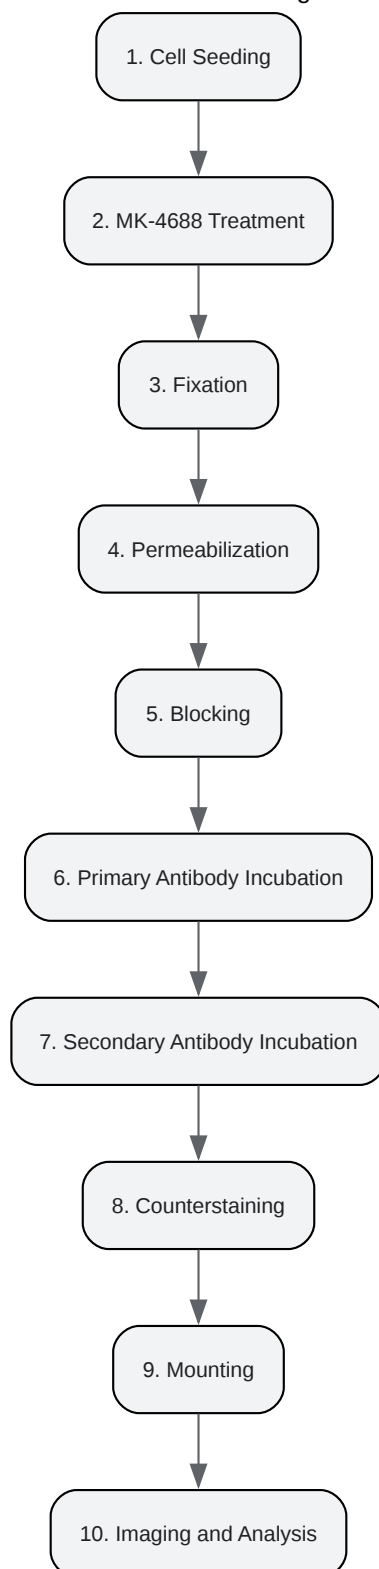 1. Cell Seeding
2. MK-4688 Treatment
3. Fixation
4. Permeabilization
5. Blocking
6. Primary Antibody Incubation
7. Secondary Antibody Incubation
8. Counterstaining
9. Mounting
10. Imaging and Analysis